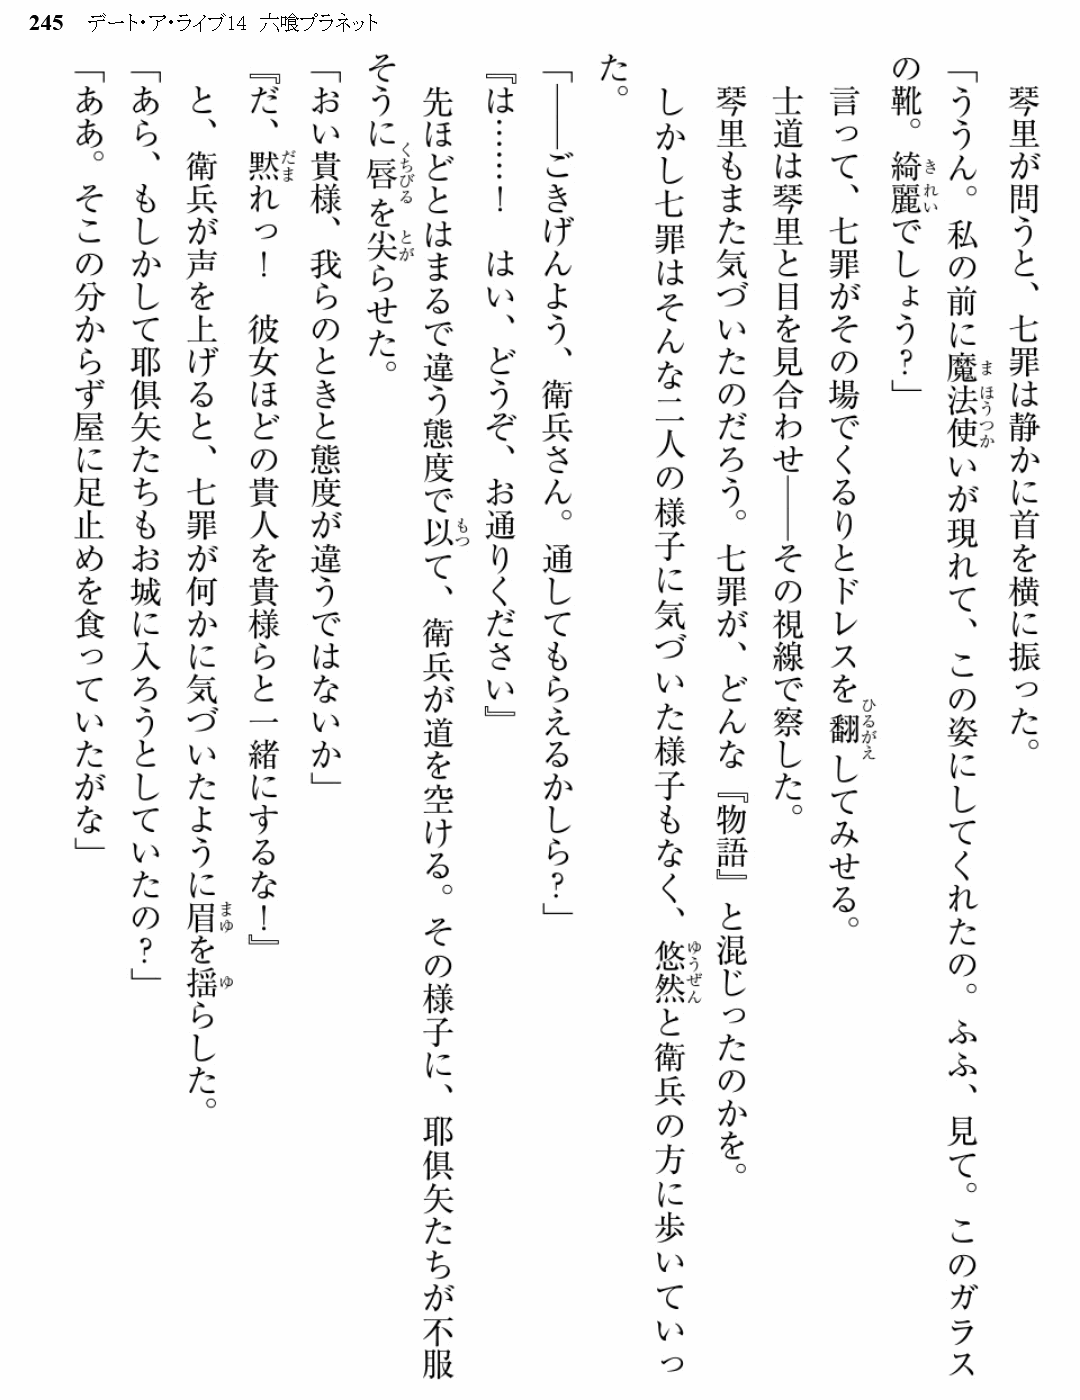 245 デート・ア・ライブ14 六喰プラネット
琴里が問うと、七罪は静かに首を横に振った。
「ううん。私の前に魔法使いが現れて、この姿にしてくれたの。ふふ、見て。このガラス
の靴。綺麗でしょう？」
言って、七罪がその場でくるりとドレスを翻してみせる。
士道は琴里と目を見合わせ――その視線で察した。
琴里もまた気づいたのだろう。七罪が、どんな『物語』と混じったのかを。
しかし七罪はそんな二人の様子に気づいた様子もなく、悠然と衛兵の方に歩いていっ
た。
「――ごきげんよう、衛兵さん。通してもらえるかしら？」
『は……！　はい、どうぞ、お通りください』
先ほどとはまるで違う態度で以て、衛兵が道を空ける。その様子に、耶倶矢たちが不服
そうに唇を尖らせた。
「おい貴様、我らのときと態度が違うではないか」
『だ、黙れっ！　彼女ほどの貴人を貴様らと一緒にするな！』
と、衛兵が声を上げると、七罪が何かに気づいたように眉を揺らした。
「あら、もしかして耶倶矢たちもお城に入ろうとしていたの？」
「ああ。そこの分からず屋に足止めを食っていたがな」